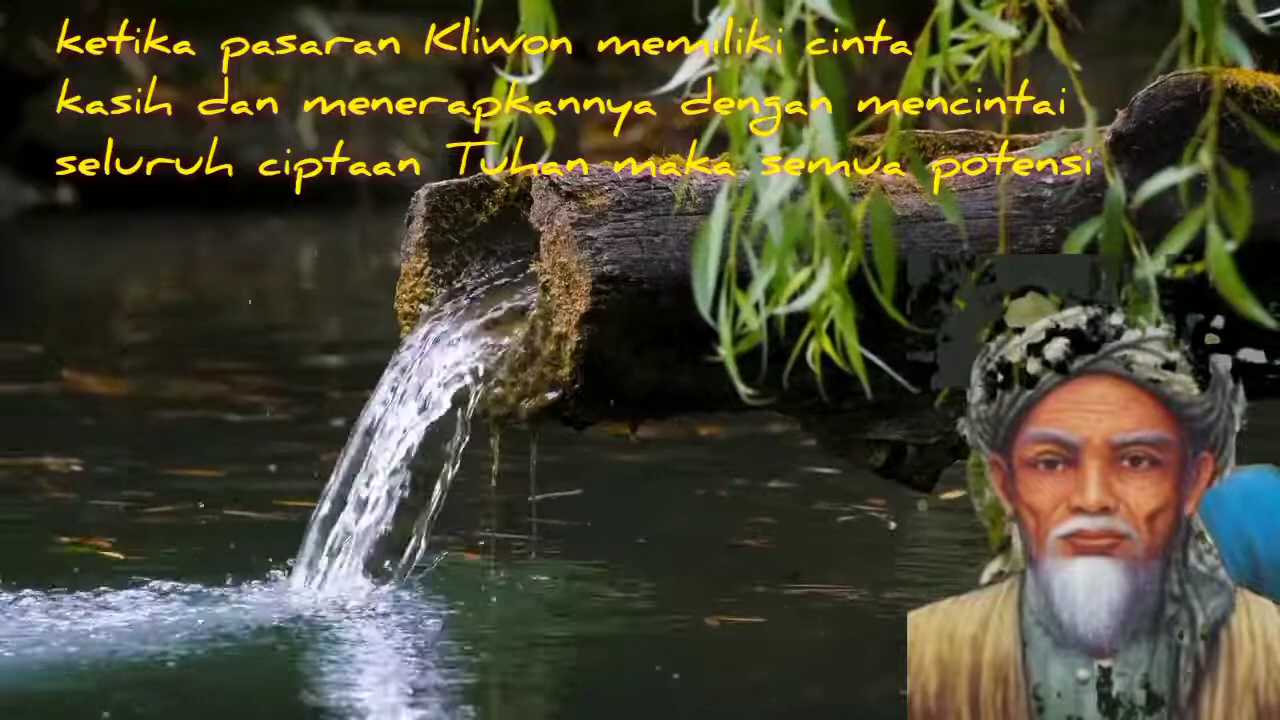 ketika pasaran Kliwon memiliki cinta
kasih dan menerapkannya dengan mencintai
seluruh ciptaan Tuhan maka semua potensi